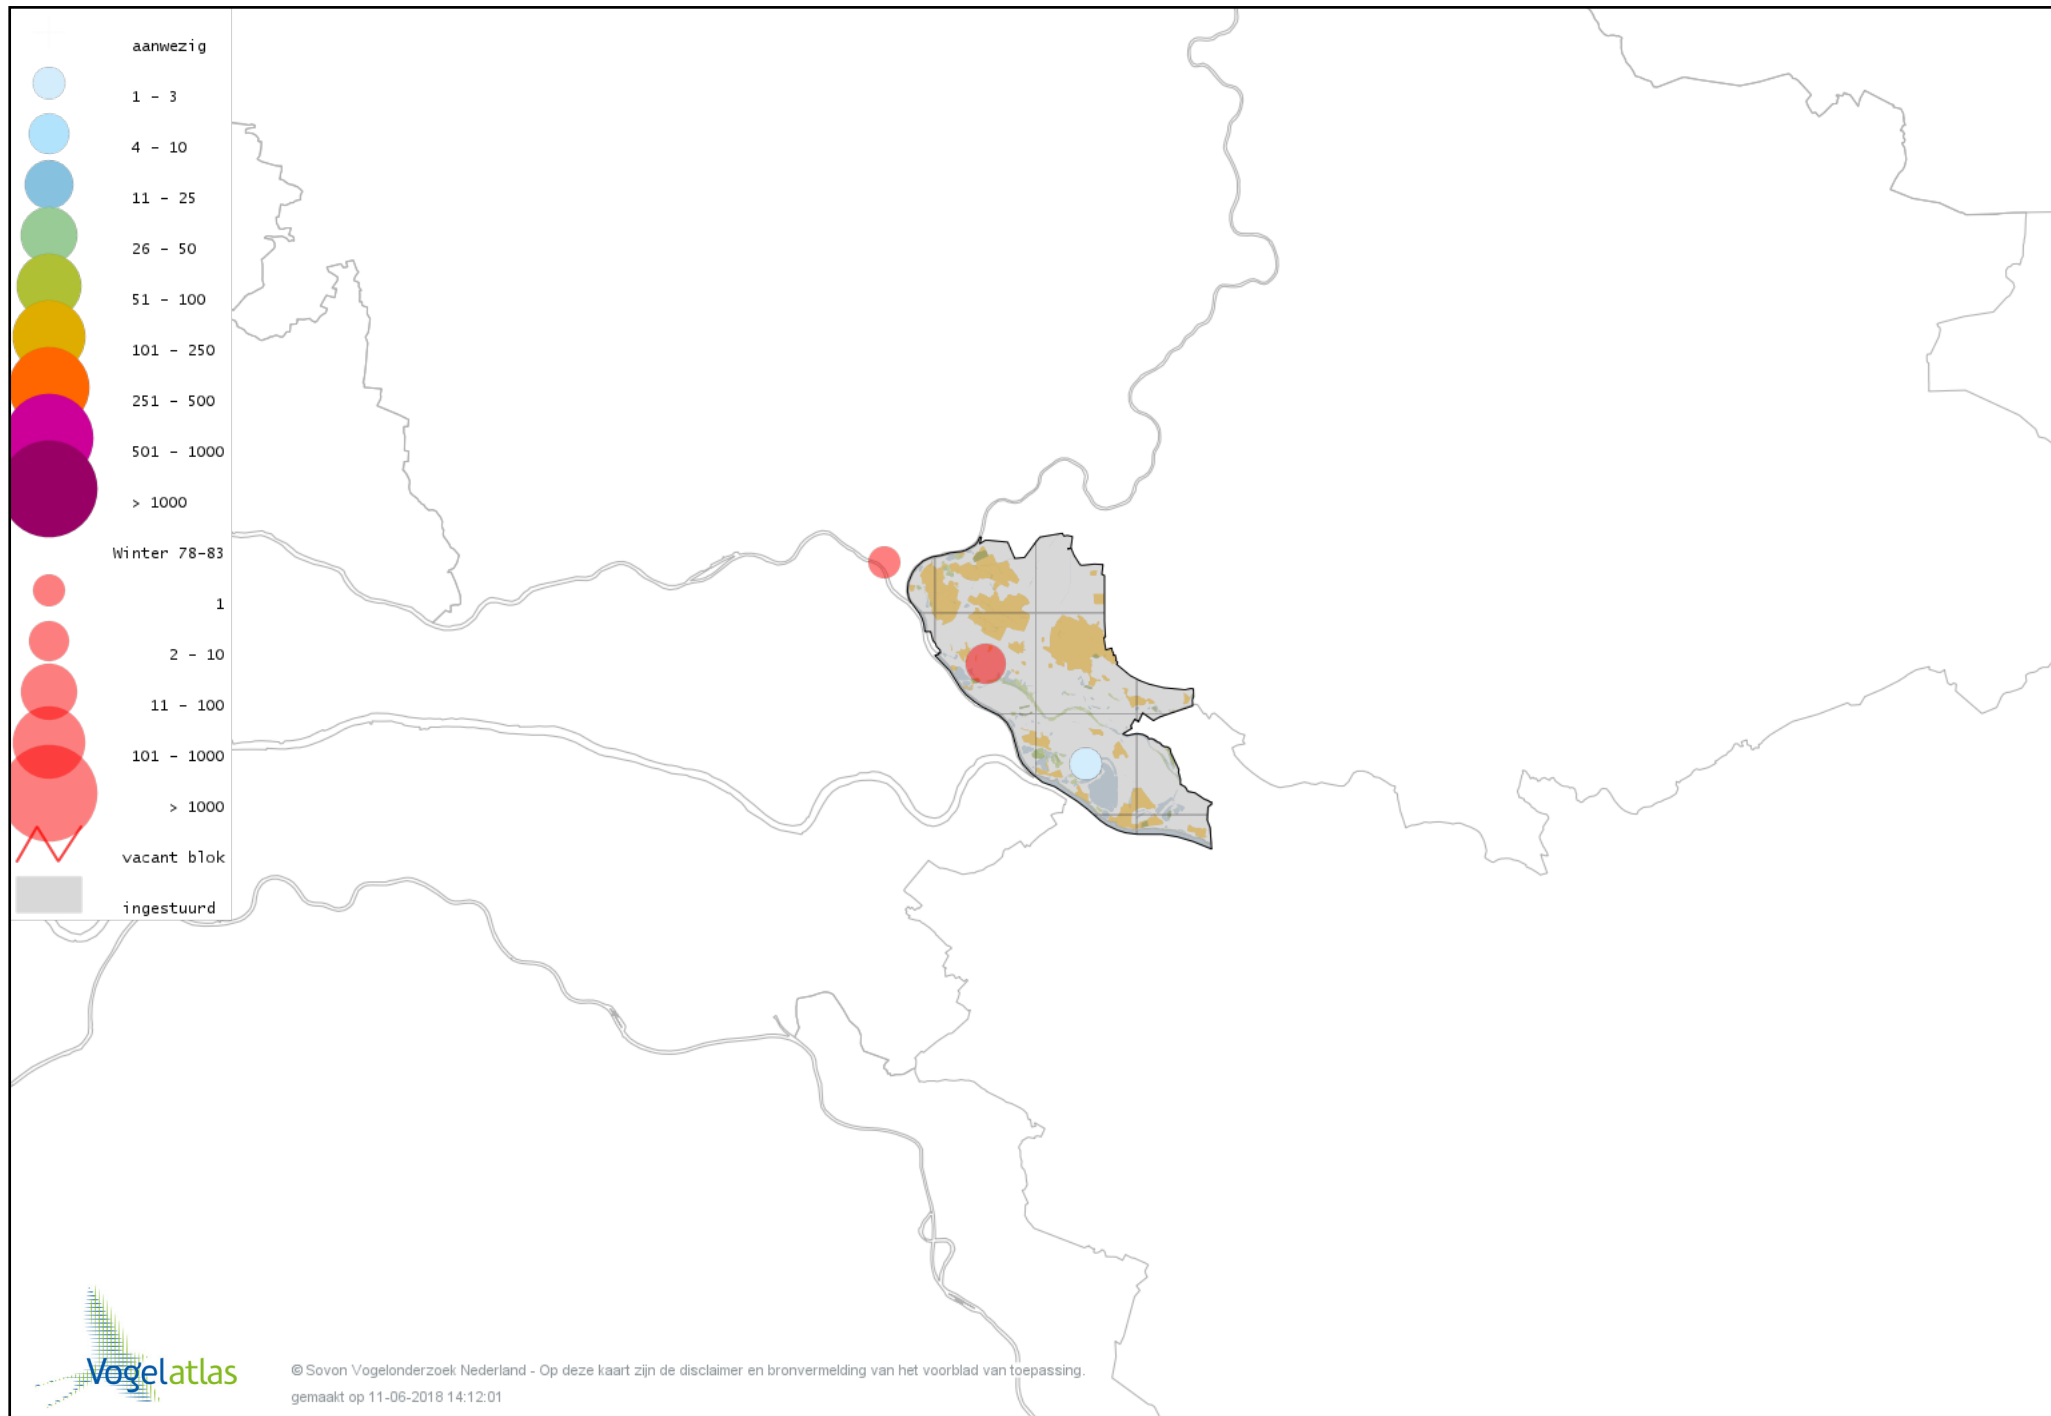 aanwezig
1 - 3
4 - 10
11 - 25
26 - 50
51 - 100
101 - 250
251 - 500
501 - 1000
> 1000
Winter 78-83
1
2 - 10
11 - 100
101 - 1000
> 1000
vacant blok
ingestuurd
Vogelatlas
© Sovon Vogelonderzoek Nederland - Op deze kaart zijn de disclaimer en bronvermelding van het voorblad van toepassing.
gemaakt op 11-06-2018 14:12:01